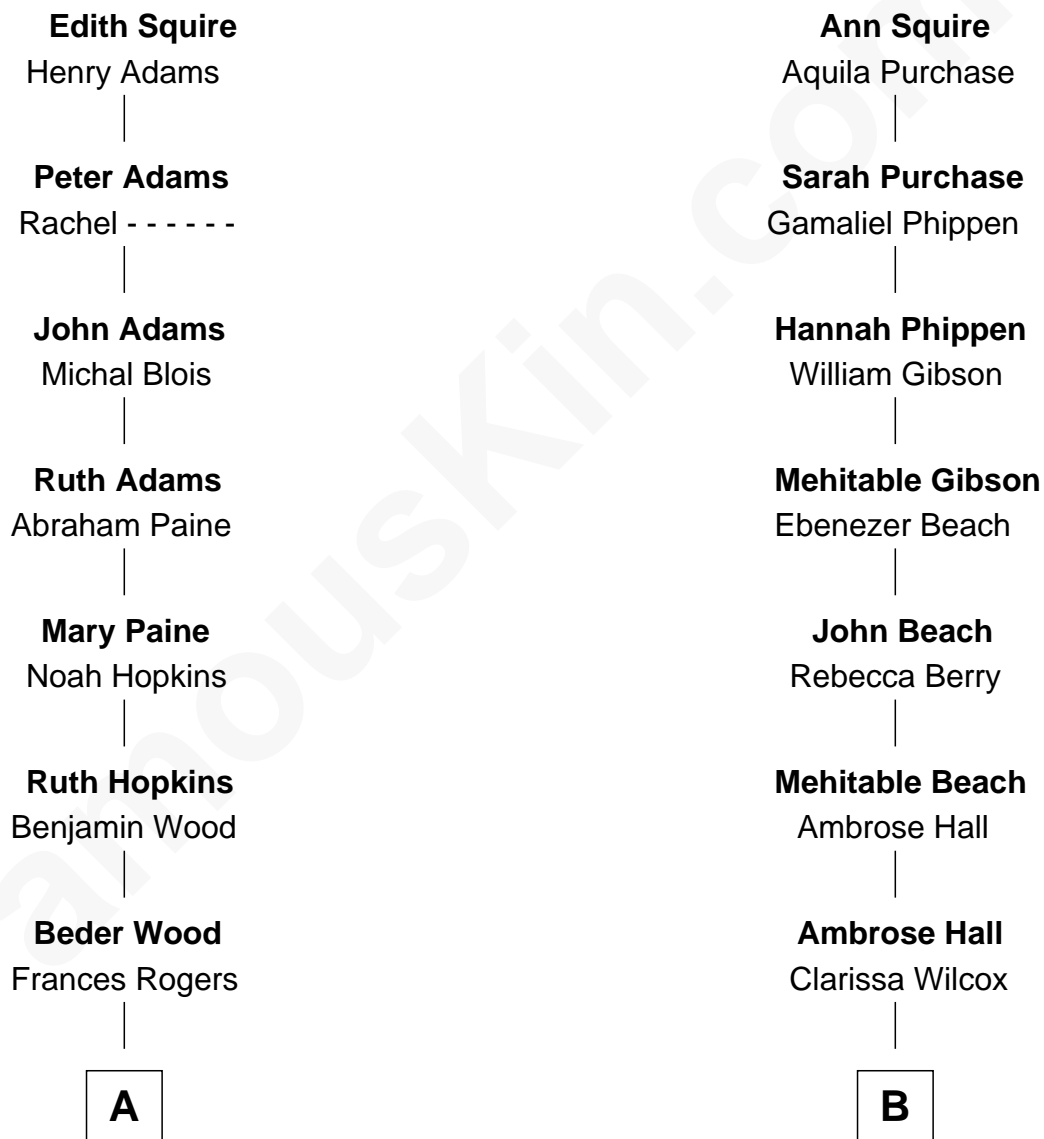 Edith Squire
Henry Adams
Peter Adams
Rachel - - - - - -
John Adams
Michal Blois
Ruth Adams
Abraham Paine
Mary Paine
Noah Hopkins
Ruth Hopkins
Benjamin Wood
Beder Wood
Frances Rogers
A
Ann Squire
Aquila Purchase
Sarah Purchase
Gamaliel Phippen
Hannah Phippen
William Gibson
Mehitable Gibson
Ebenezer Beach
John Beach
Rebecca Berry
Mehitable Beach
Ambrose Hall
Ambrose Hall
Clarissa Wilcox
B
amousKin.com